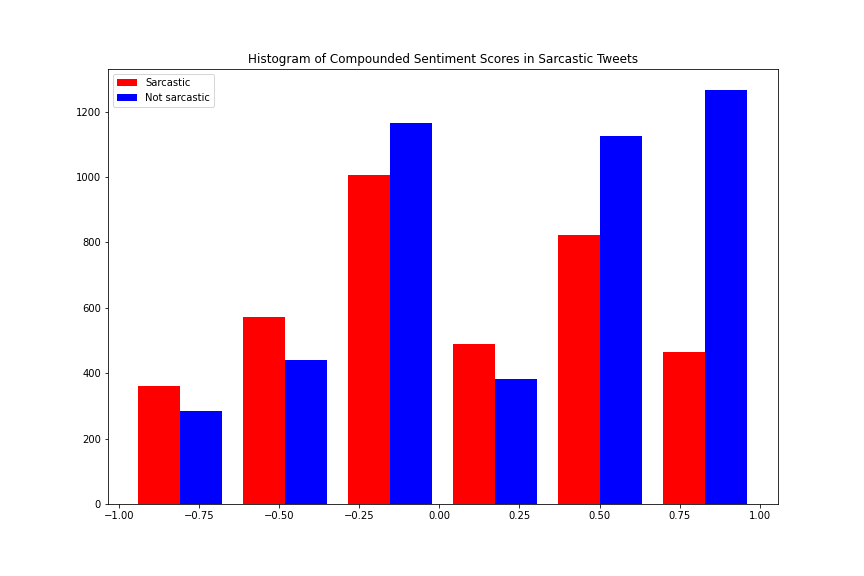 Histogram of Compounded Sentiment Scores in Sarcastic Tweets
Sarcastic
Not sarcastic
1200
1000
800
600
400
200
0
−1.00 −0.75 −0.50 −0.25 0.00 0.25 0.50 0.75 1.00